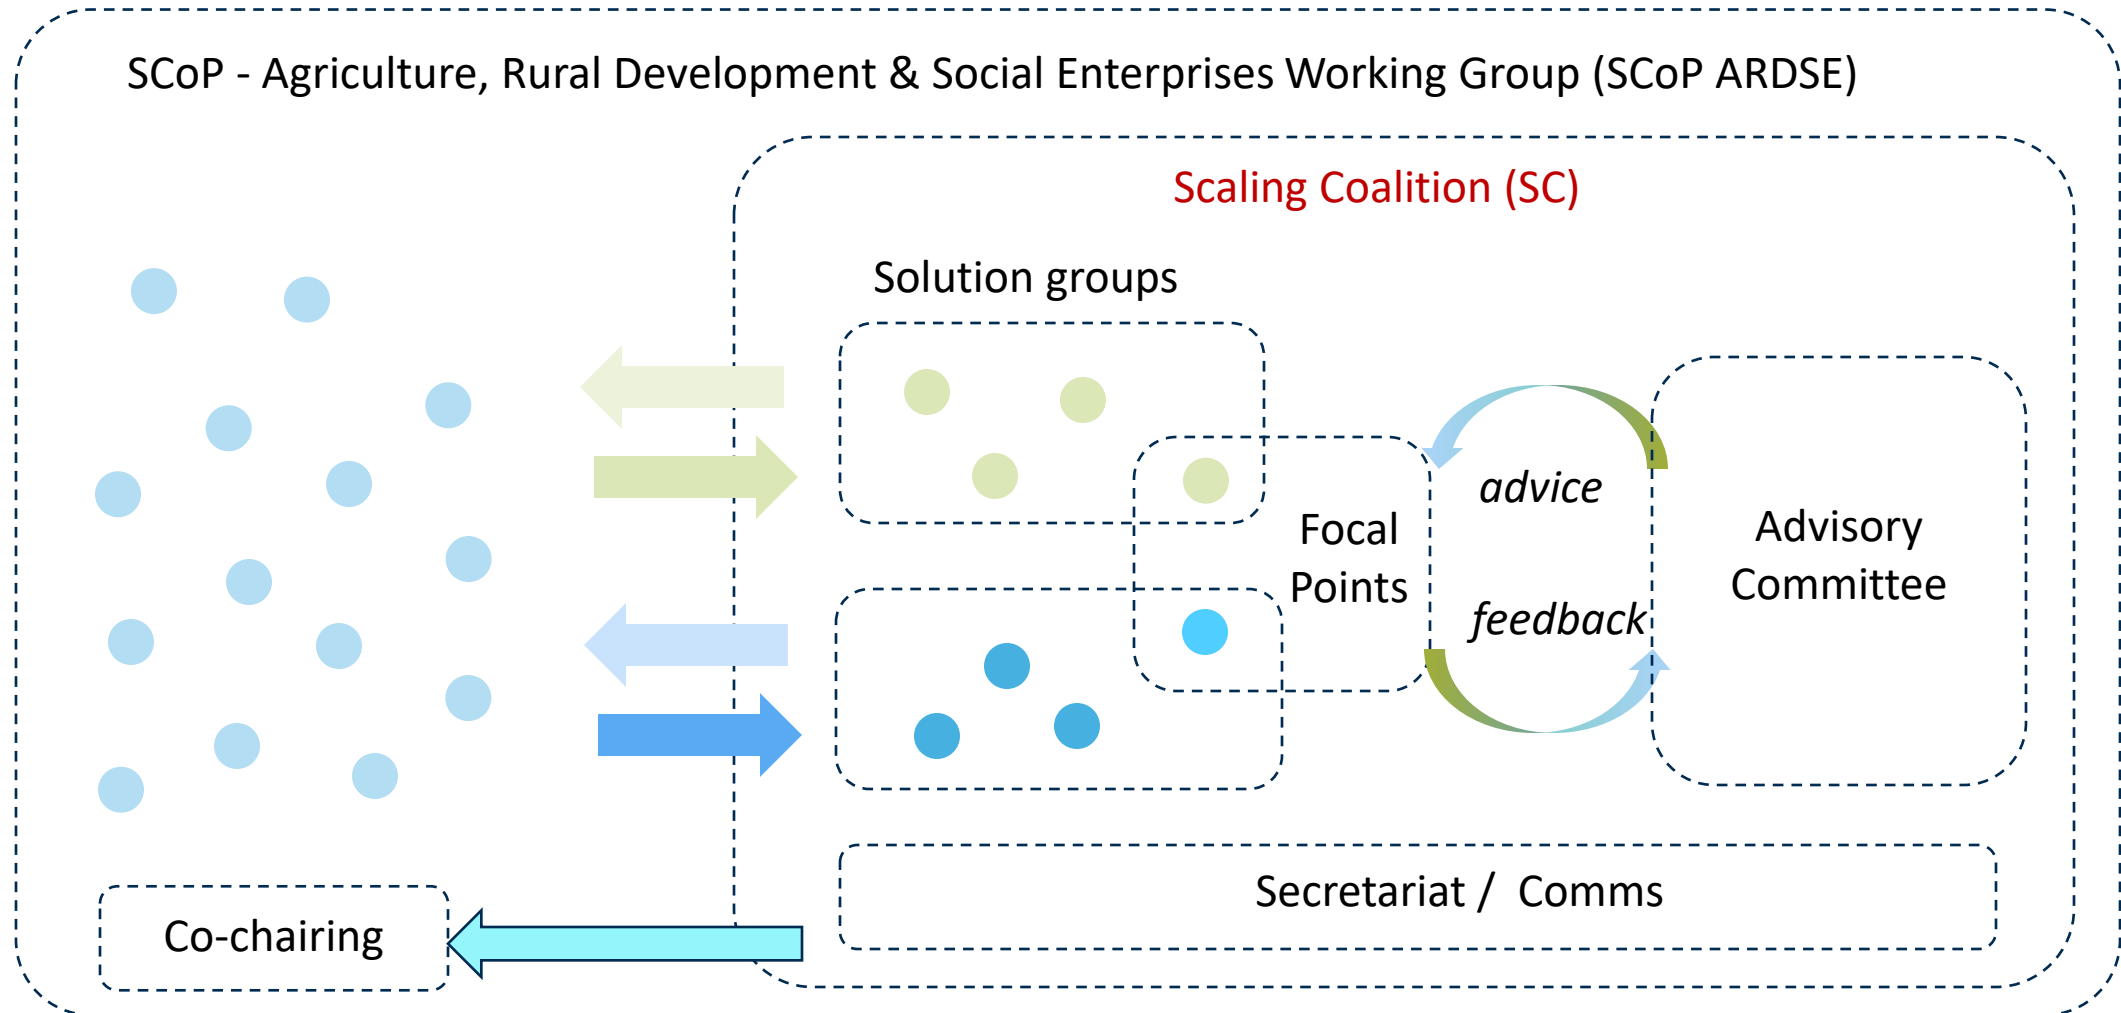 SCoP - Agriculture, Rural Development & Social Enterprises Working Group (SCoP ARDSE)
Scaling Coalition (SC)
Solution groups
advice
Focal
Points
Advisory
Committee
feedback
Secretariat / Comms
Co-chairing